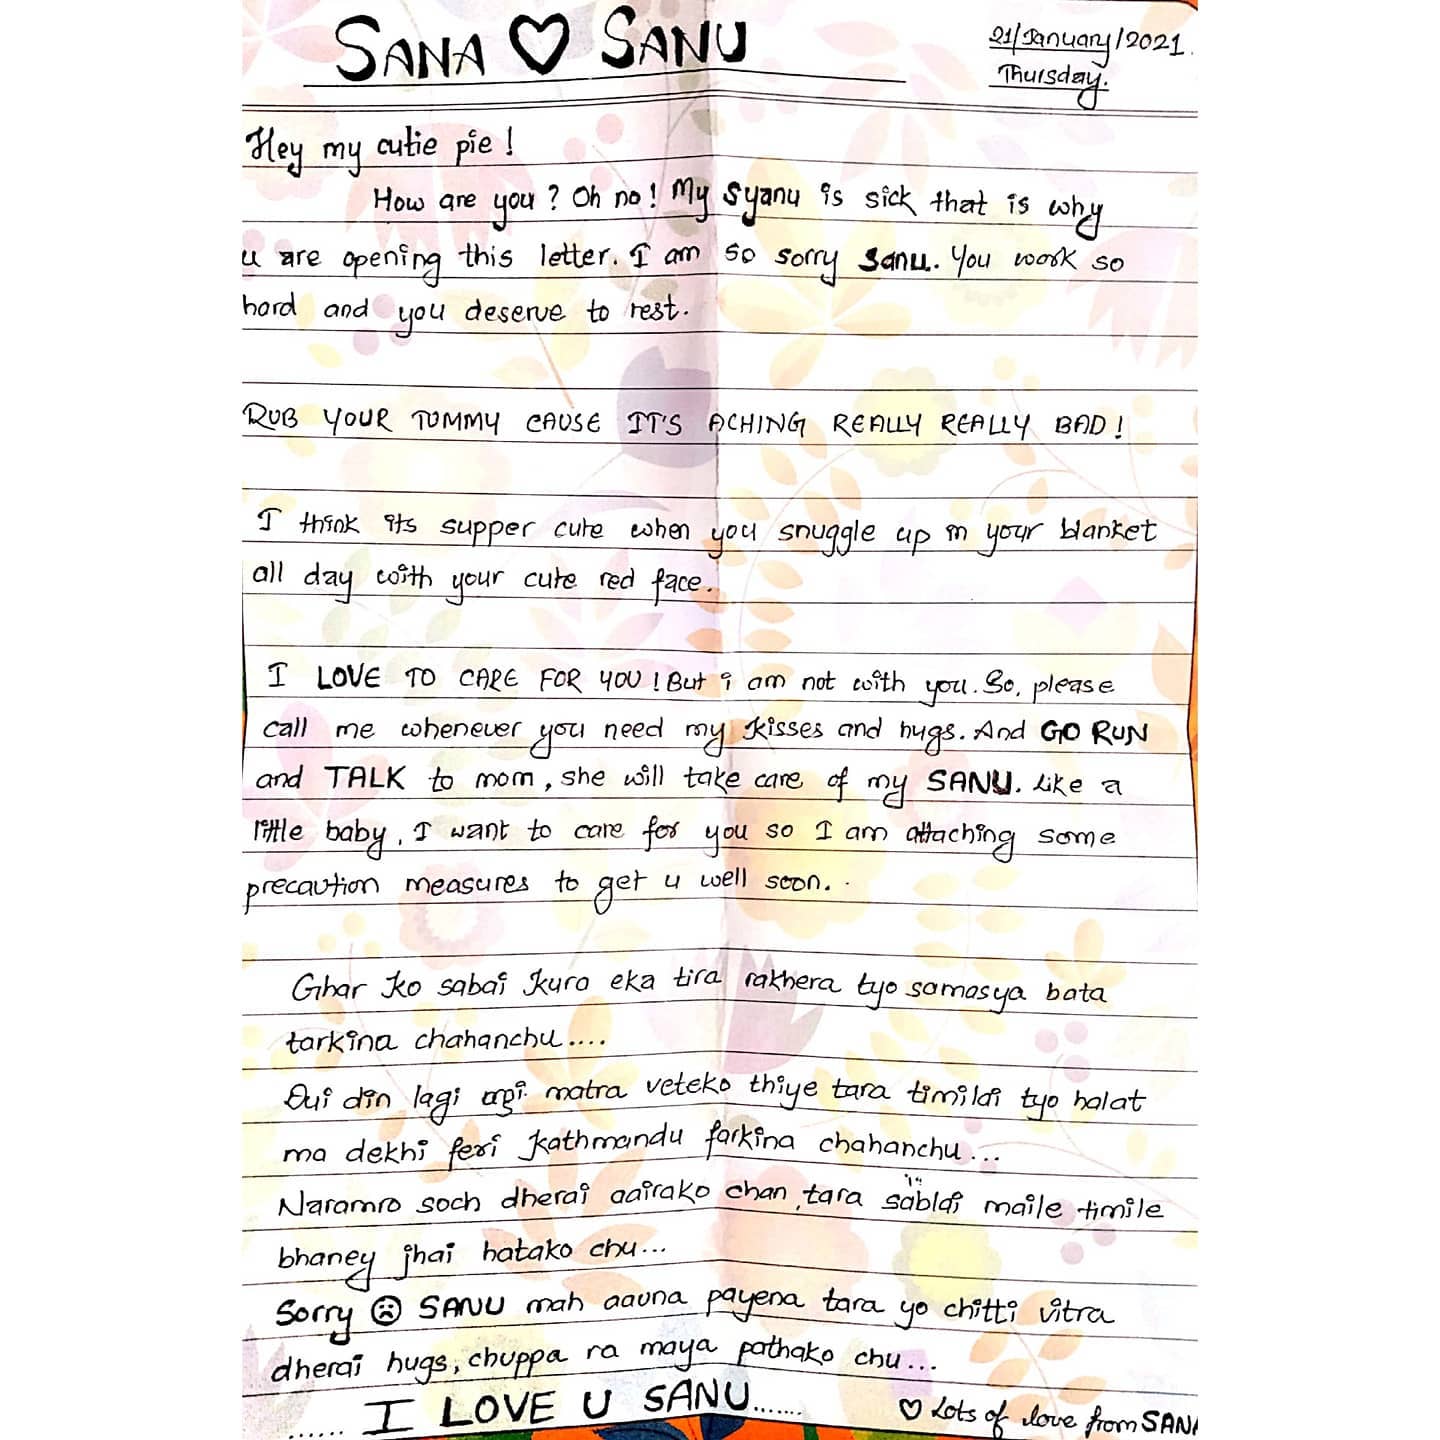 SANA ♡ SANU
21/January/2021.
Thursday.
Hey my cutie pie!
How are you? Oh no! My syanu is sick that is why
u are opening this letter. I am so sorry sanu. You work so
hard and you deserve to rest.
RUB YOUR TUMMY CAUSE IT'S ACHING REALLY REALLY BAD!
I think its supper cute when you snuggle up in your blanket
all day with your cute red face.
I LOVE TO CARE FOR YOU! But i am not with you. So, please
call me whenever you need my kisses and hugs. And GO RUN
and TALK to mom, she will take care of my SANU. Like a
little baby, I want to care for you so I am attaching some
precaution measures to get u well soon..
Ghar ko sabai kuro eka tira rakhera tyo samasya bata
tarkina chahanchu....
Dui din lagi matra veteko thiye tara timilai tyo halat
ma dekhi feri Kathmandu farkina chahanchu...
Naramro soch dherai aairako chan, tara sablai maile timile
bhaney jhai hatako chu...
Sorry ☹ SANU mah aauna payena tara yo chitti vitra
dherai hugs, chuppa ra maya pathako chu...
...... I LOVE U SANU.......
♡ Lots of love from SANA